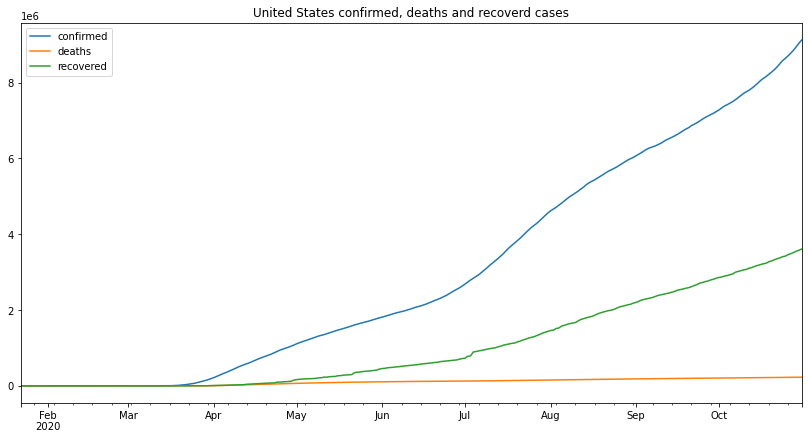 United States confirmed, deaths and recoverd cases
1e6
confirmed
deaths
recovered
8
6
4
2
0
Feb Mar Apr May Jun Jul Aug Sep Oct
2020